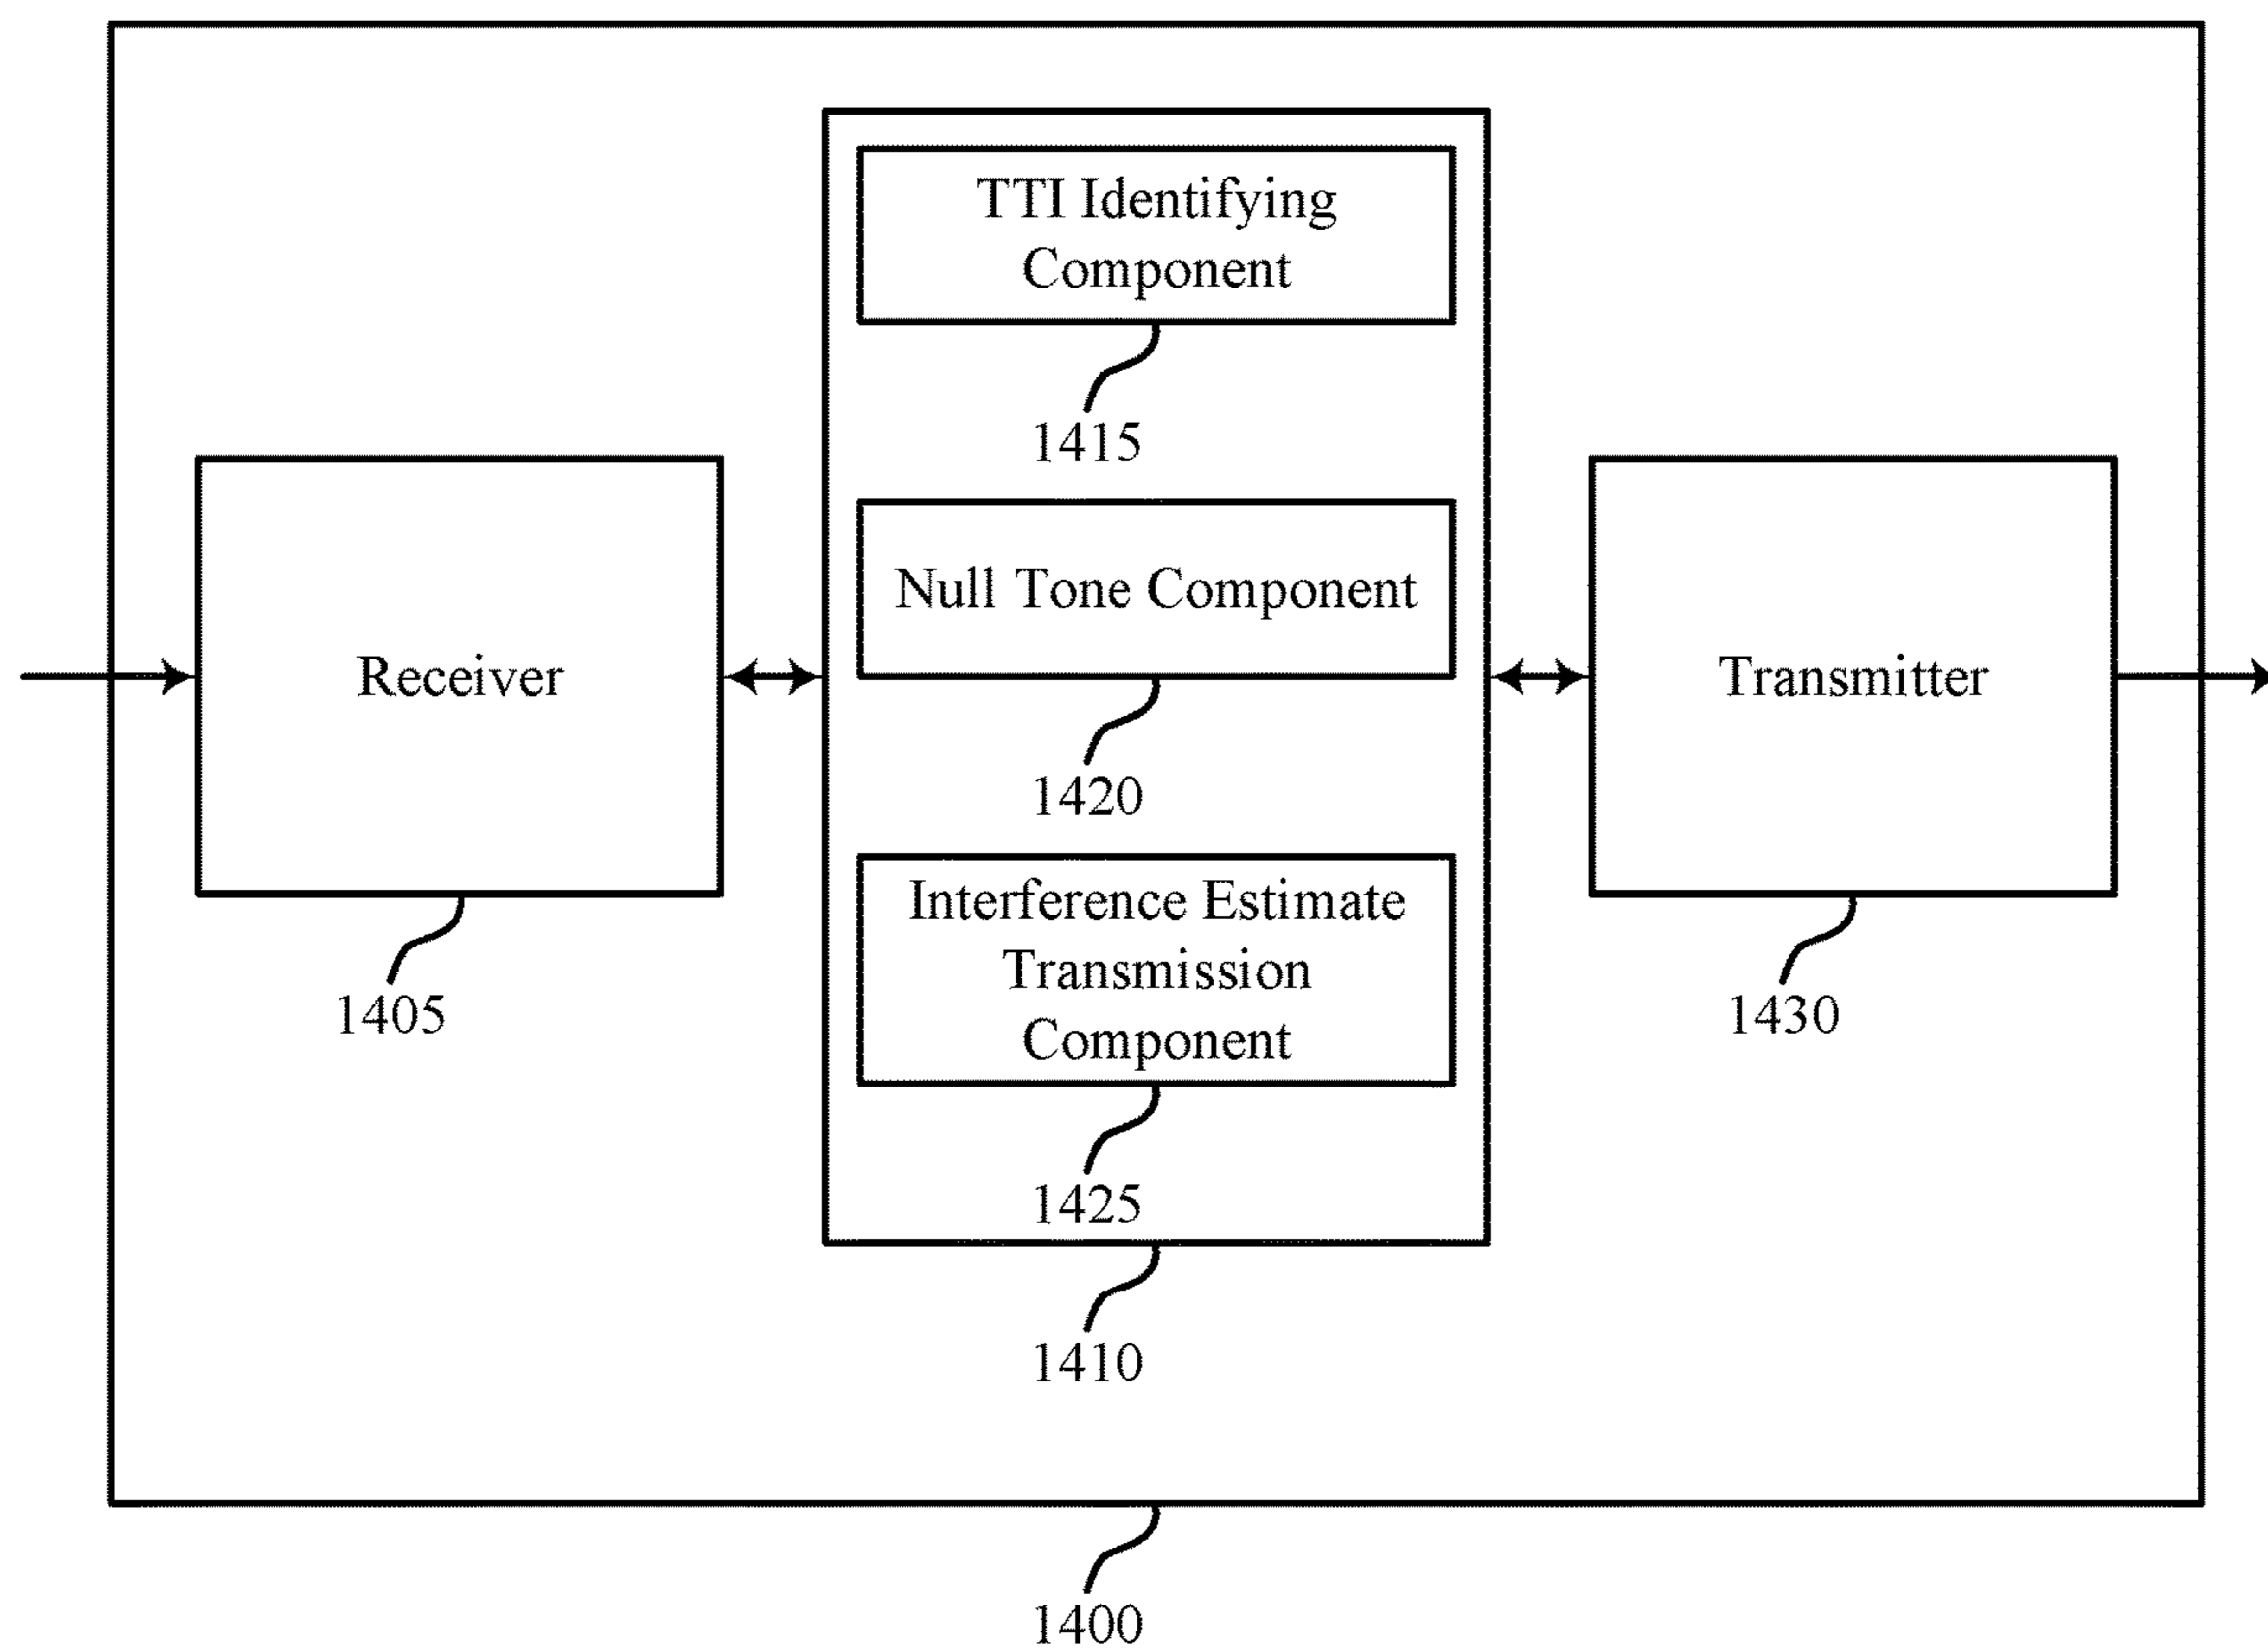 TTI Identifying
Component
1415
Receiver
1405
Null Tone Component
1420
Interference Estimate
Transmission
Component
1425
1410
Transmitter
1430
1400